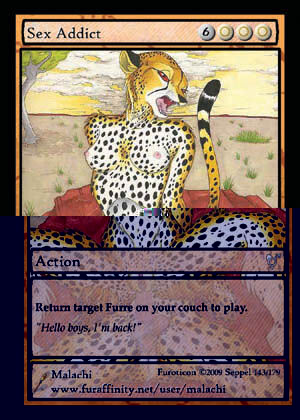 Sex Addict 6
Action
Return target Furre on your couch to play.
"Hello boys, I'm back!"
Furoticon ©2009 Seppel 143/179
Malachi
www.furaffinity.net/user/malachi